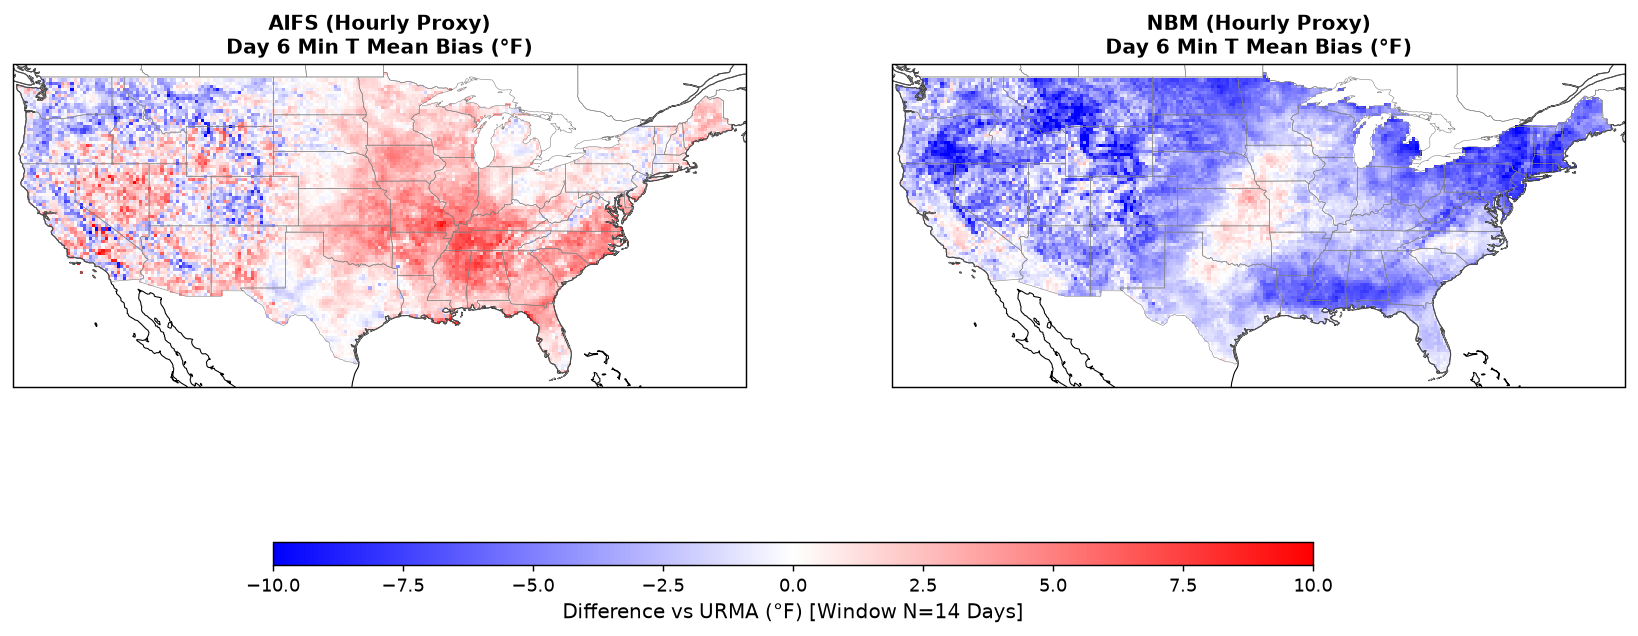 AIFS (Hourly Proxy)
Day 6 Min T Mean Bias (°F)
NBM (Hourly Proxy)
Day 6 Min T Mean Bias (°F)
−10.0 −7.5 −5.0 −2.5 0.0 2.5 5.0 7.5 10.0
Difference vs URMA (°F) [Window N=14 Days]